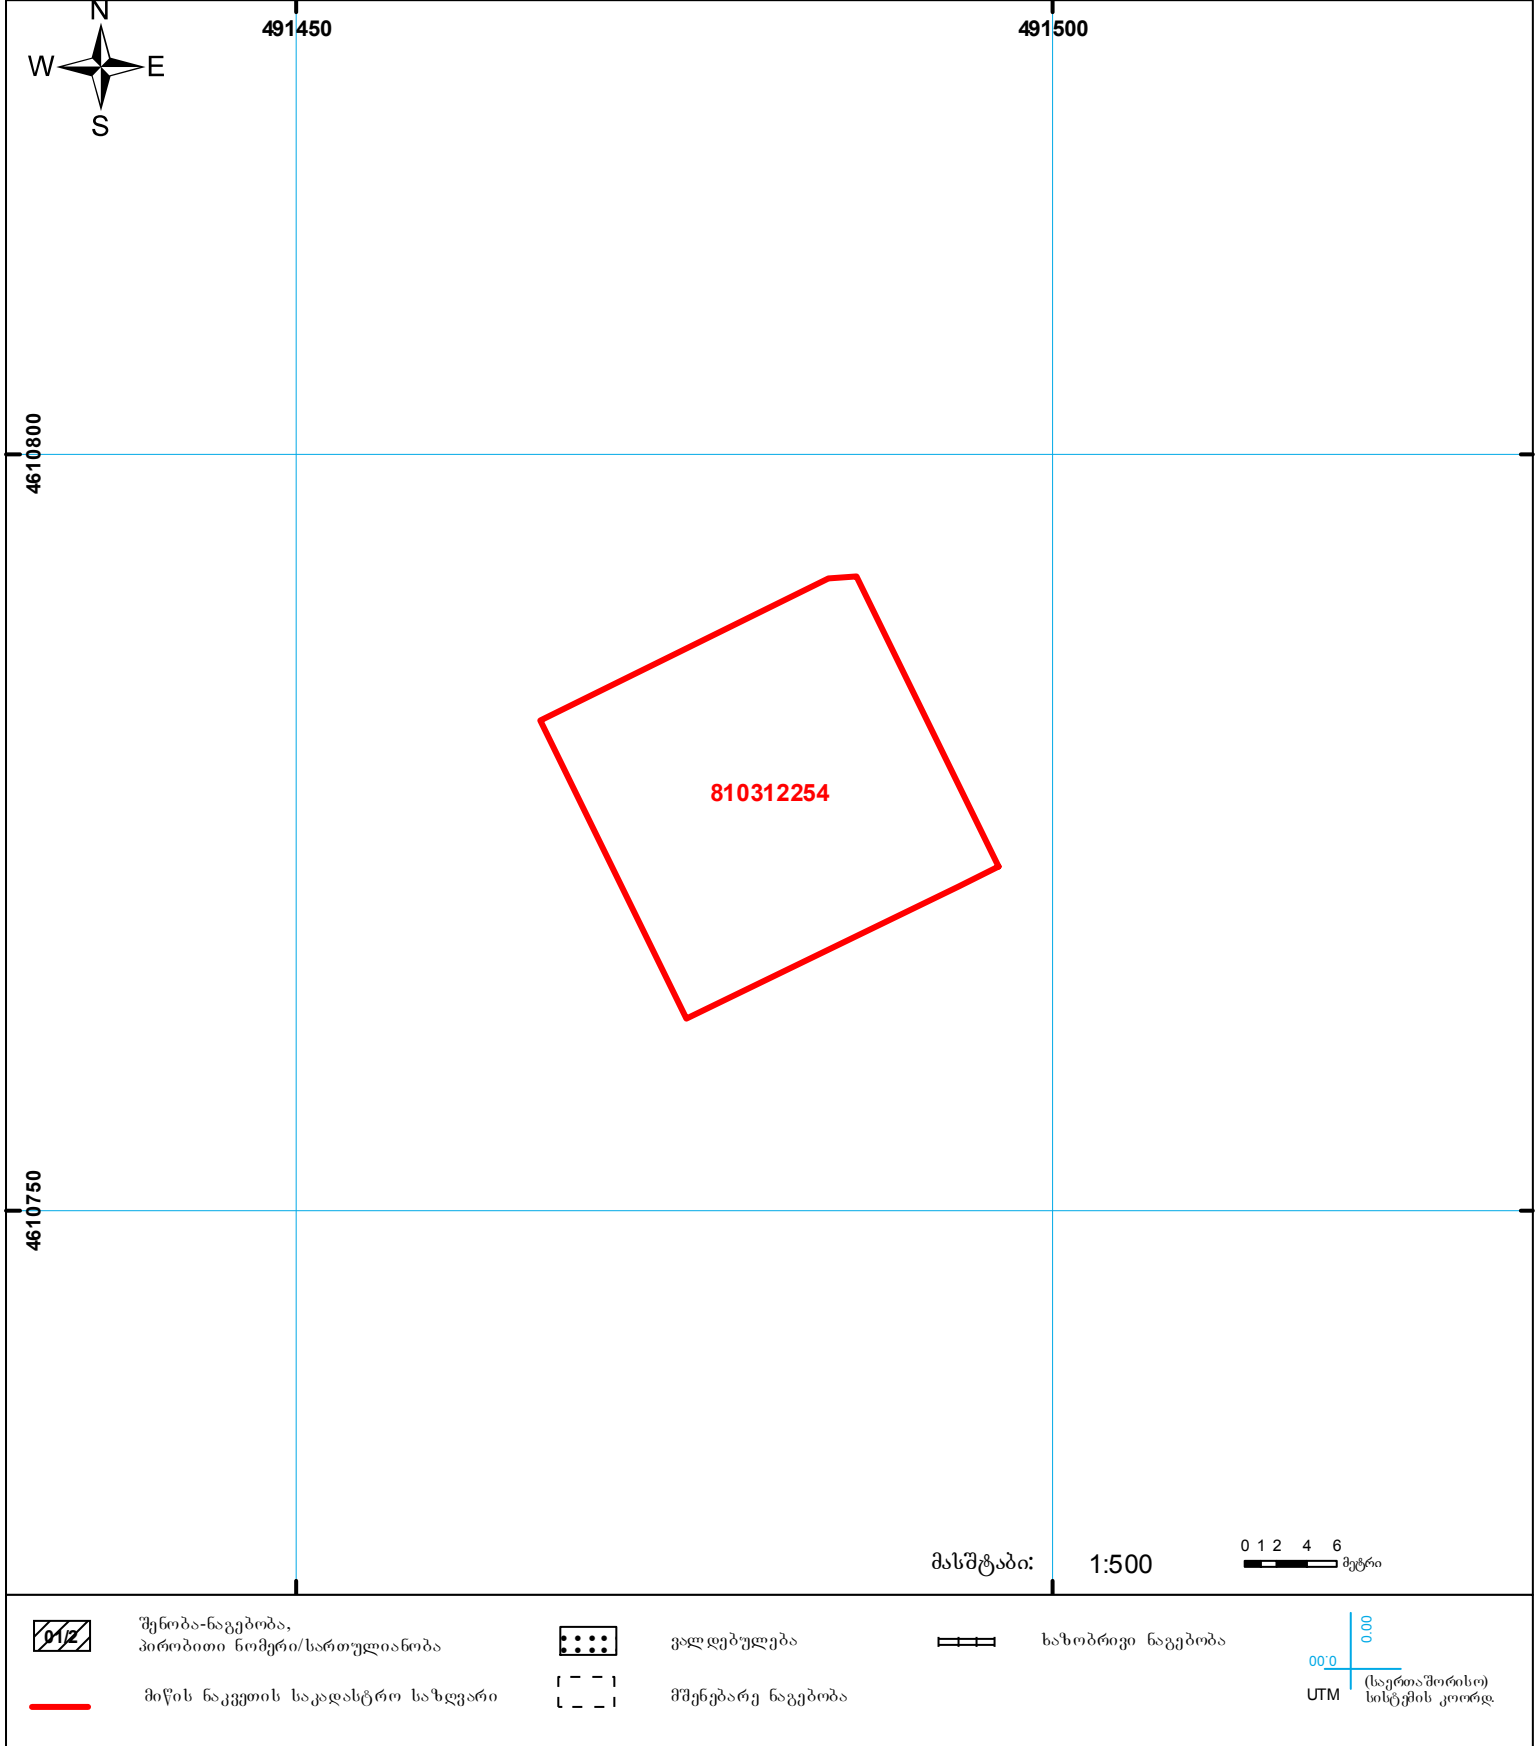 N
W E
S
491450
491500
4610800
810312254
4610750
მასშტაბი: 1:500
0 1 2 4 6
მეტრი
01/2
შენობა-ნაგებობა,
პირობითი ნომერი/სართულიანობა
ვალდებულება
ხაზობრივი ნაგებობა
მიწის ნაკვეთის საკადასტრო საზღვარი
მშენებარე ნაგებობა
00.0
00.0
UTM
(საერთაშორისო)
სისტემის კოორდ.